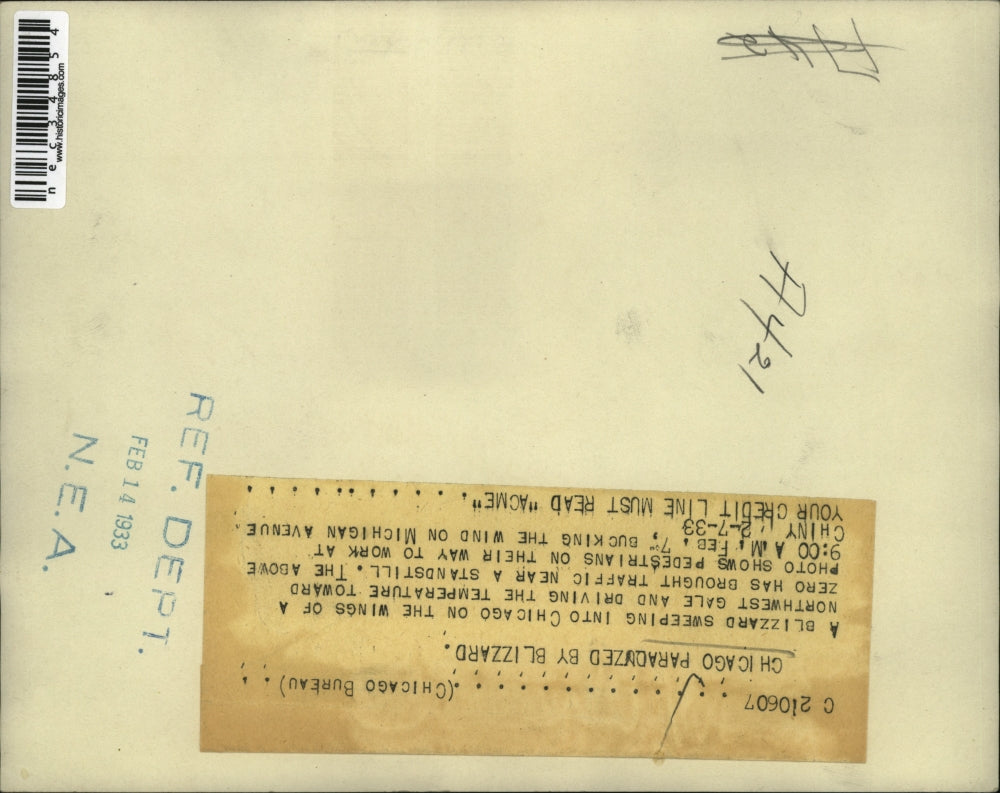 C 210607 . . . . . . . . . . . . . (CHICAGO BUREAU) . .
CHICAGO PARALYZED BY BLIZZARD.
A BLIZZARD SWEEPING INTO CHICAGO ON THE WINGS OF A
NORTHWEST GALE AND DRIVING THE TEMPERATURE TOWARD
ZERO HAS BROUGHT TRAFFIC TO NEAR A STANDSTILL. THE ABOVE
PHOTO SHOWS PEDESTRIANS ON THEIR WAY TO WORK AT
9:00 A.M. FEB. 7, BUCKING THE WIND ON MICHIGAN AVENUE
CHINY L 2-7-33
YOUR CREDIT LINE MUST READ "ACME". . . . . . . . .
REF. DEPT.
FEB 14 1933
N.E.A.
A421
nec34854
www.historicimages.com